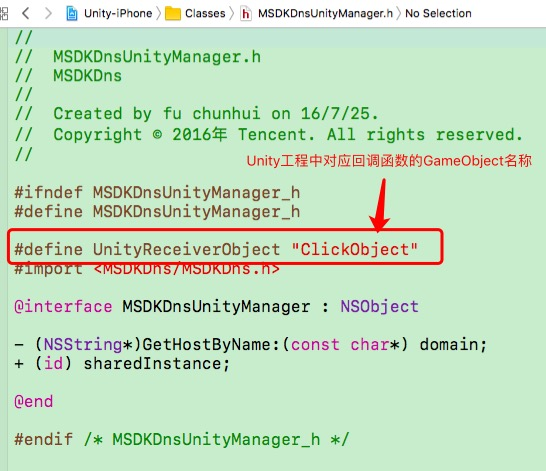 Unity-iPhone Classes MSDKDnsUnityManager.h No Selection
//
//  MSDKDnsUnityManager.h
//  MSDKDns
//
//  Created by fu chunhui on 16/7/25.
//  Copyright © 2016年 Tencent. All rights reserved.
//
Unity工程中对应回调函数的GameObject名称
#ifndef MSDKDnsUnityManager_h
#define MSDKDnsUnityManager_h
#define UnityReceiverObject "ClickObject"
#import <MSDKDns/MSDKDns.h>
@interface MSDKDnsUnityManager : NSObject
- (NSString*)GetHostByName:(const char*) domain;
+ (id) sharedInstance;
@end
#endif /* MSDKDnsUnityManager_h */